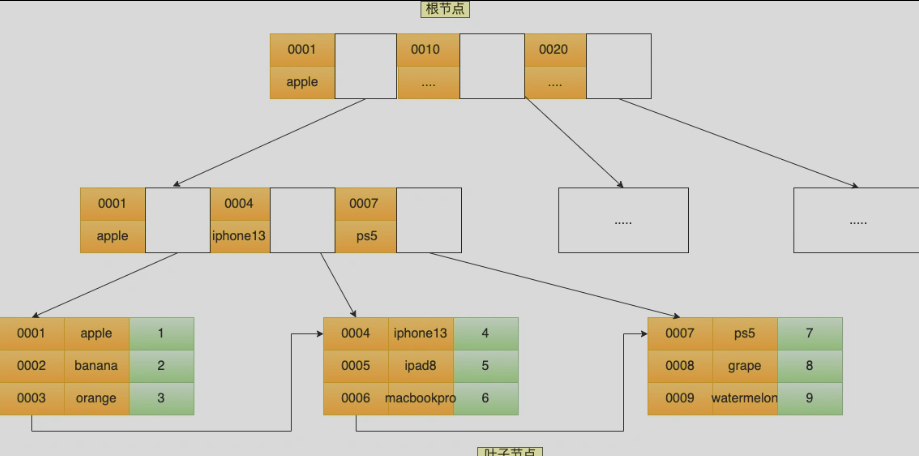 根节点
0001 0010 0020
apple .... ....
0001 0004 0007
apple iphone13 ps5
..... .....
0001 apple 1
0002 banana 2
0003 orange 3
0004 iphone13 4
0005 ipad8 5
0006 macbookpro 6
0007 ps5 7
0008 grape 8
0009 watermelon 9
叶子节点